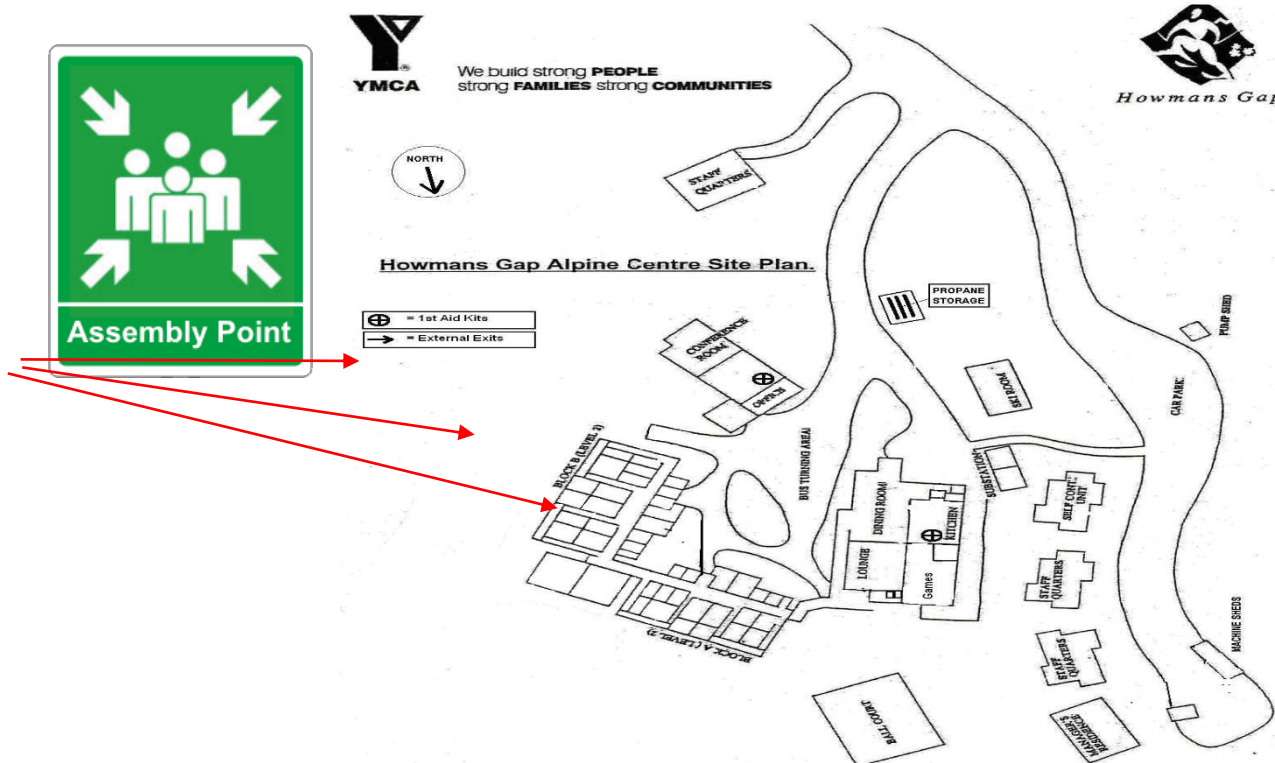 YMCA
®
We build strong PEOPLE
strong FAMILIES strong COMMUNITIES
Howmans Gap
Assembly Point
NORTH
Howmans Gap Alpine Centre Site Plan.
= 1st Aid Kits
= External Exits
STAFF
QUARTERS
PROPANE
STORAGE
PUMP SHED
CONFERENCE
ROOM
OFFICE
SKI ROOM
CAR PARK
BLOCK B (LEVEL 2)
BUS TURNING AREA
SUBSTATION
DINING ROOM
KITCHEN
SELF CONT.
UNIT
LOUNGE
Games
STAFF
QUARTERS
MACHINE SHEDS
BLOCK A (LEVEL 2)
STAFF
QUARTERS
BALL COURT
MANAGER'S
RESIDENCE